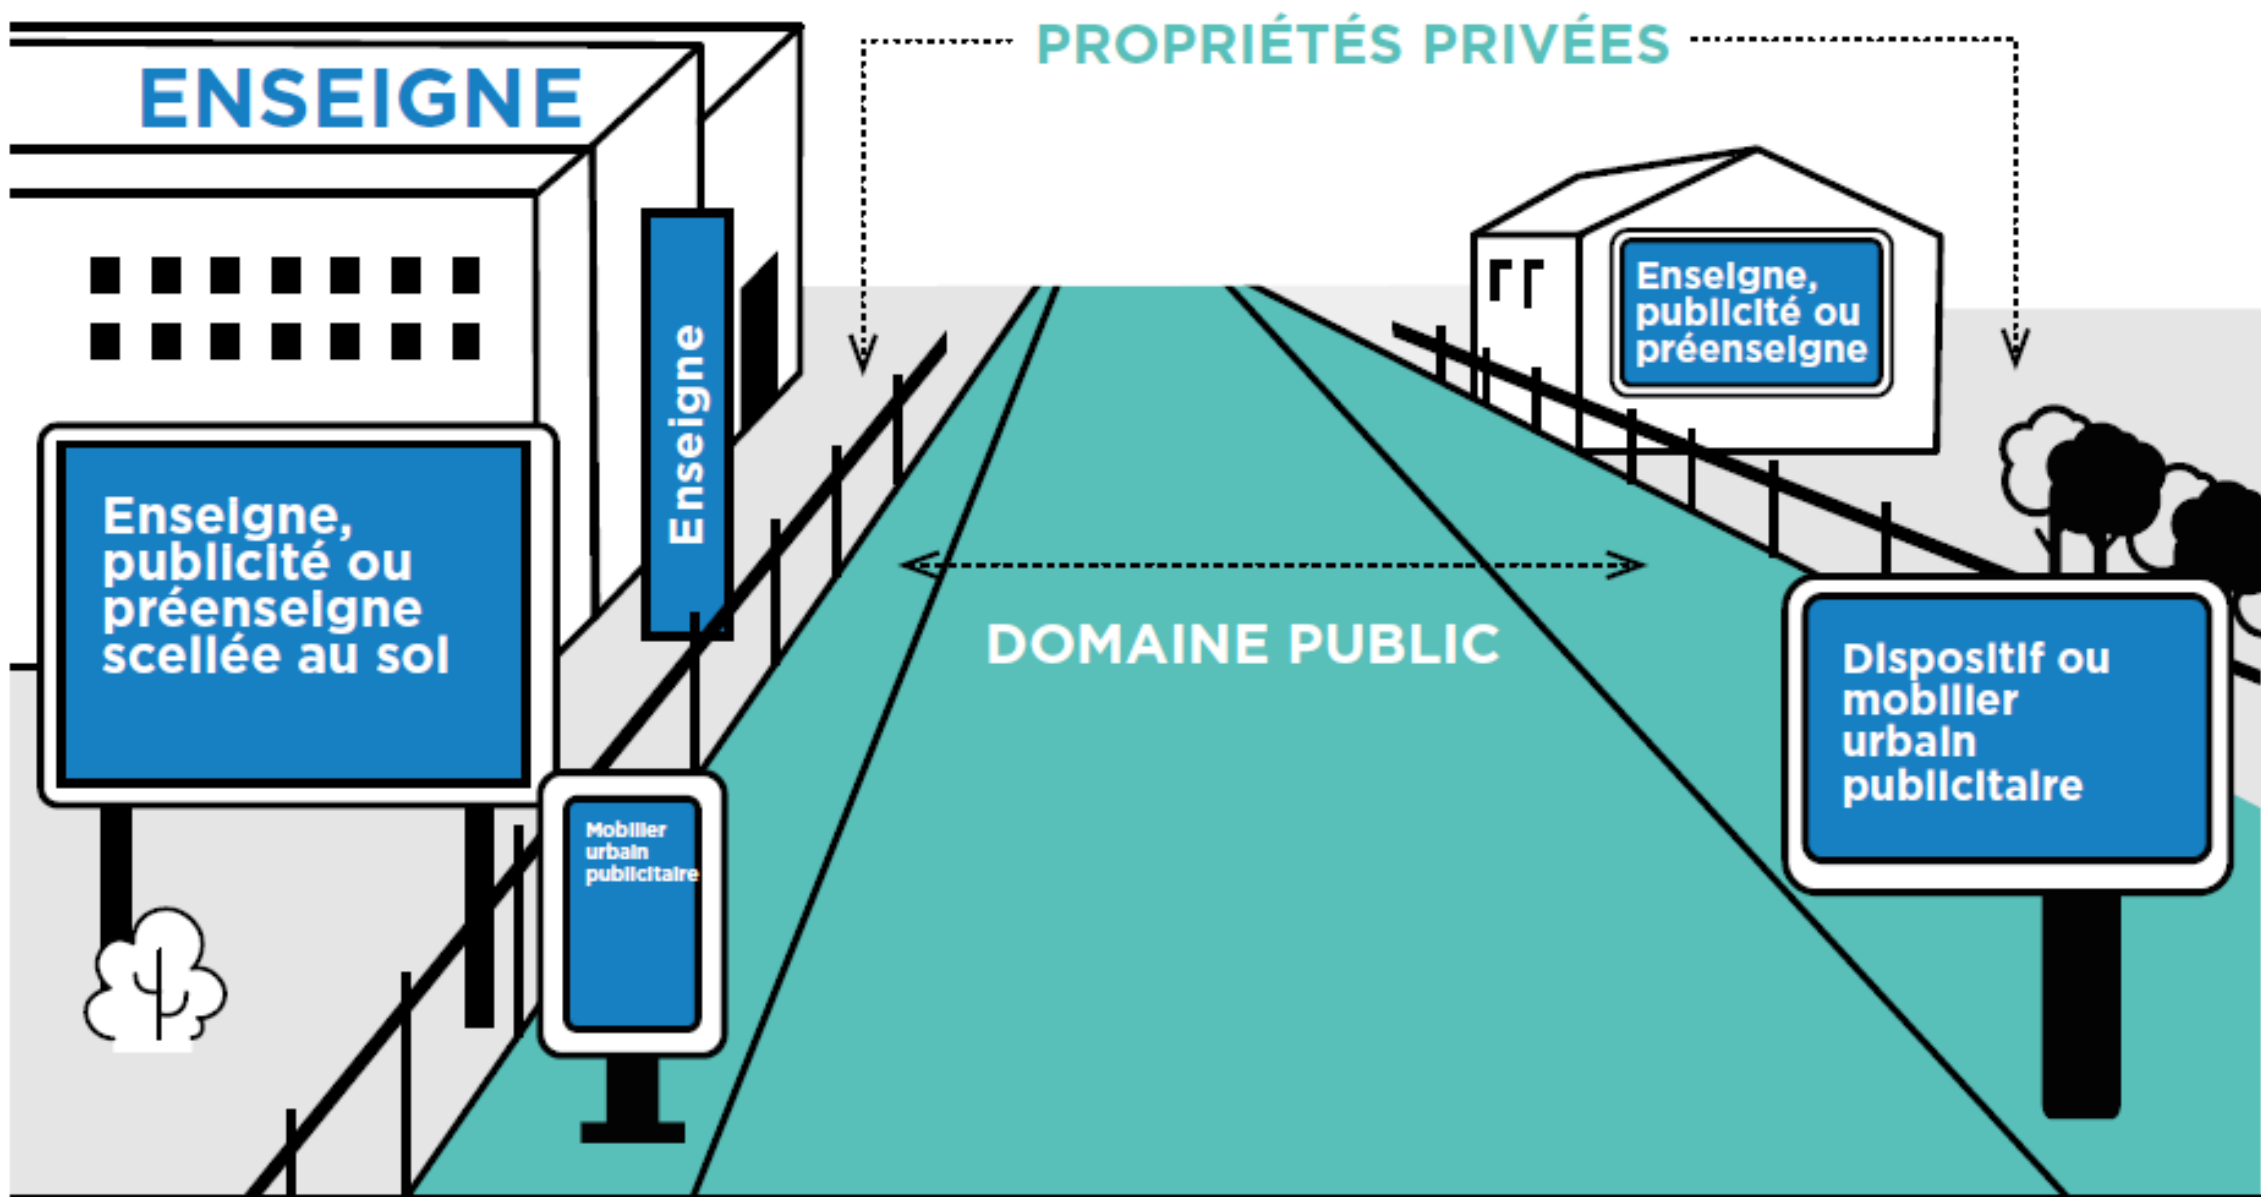 PROPRIÉTÉS PRIVÉES
ENSEIGNE
Enseigne
Enseigne,
publicité ou
préenseigne
Enseigne,
publicité ou
préenseigne
scellée au sol
DOMAINE PUBLIC
Dispositif ou
mobilier
urbain
publicitaire
Mobilier
urbain
publicitaire